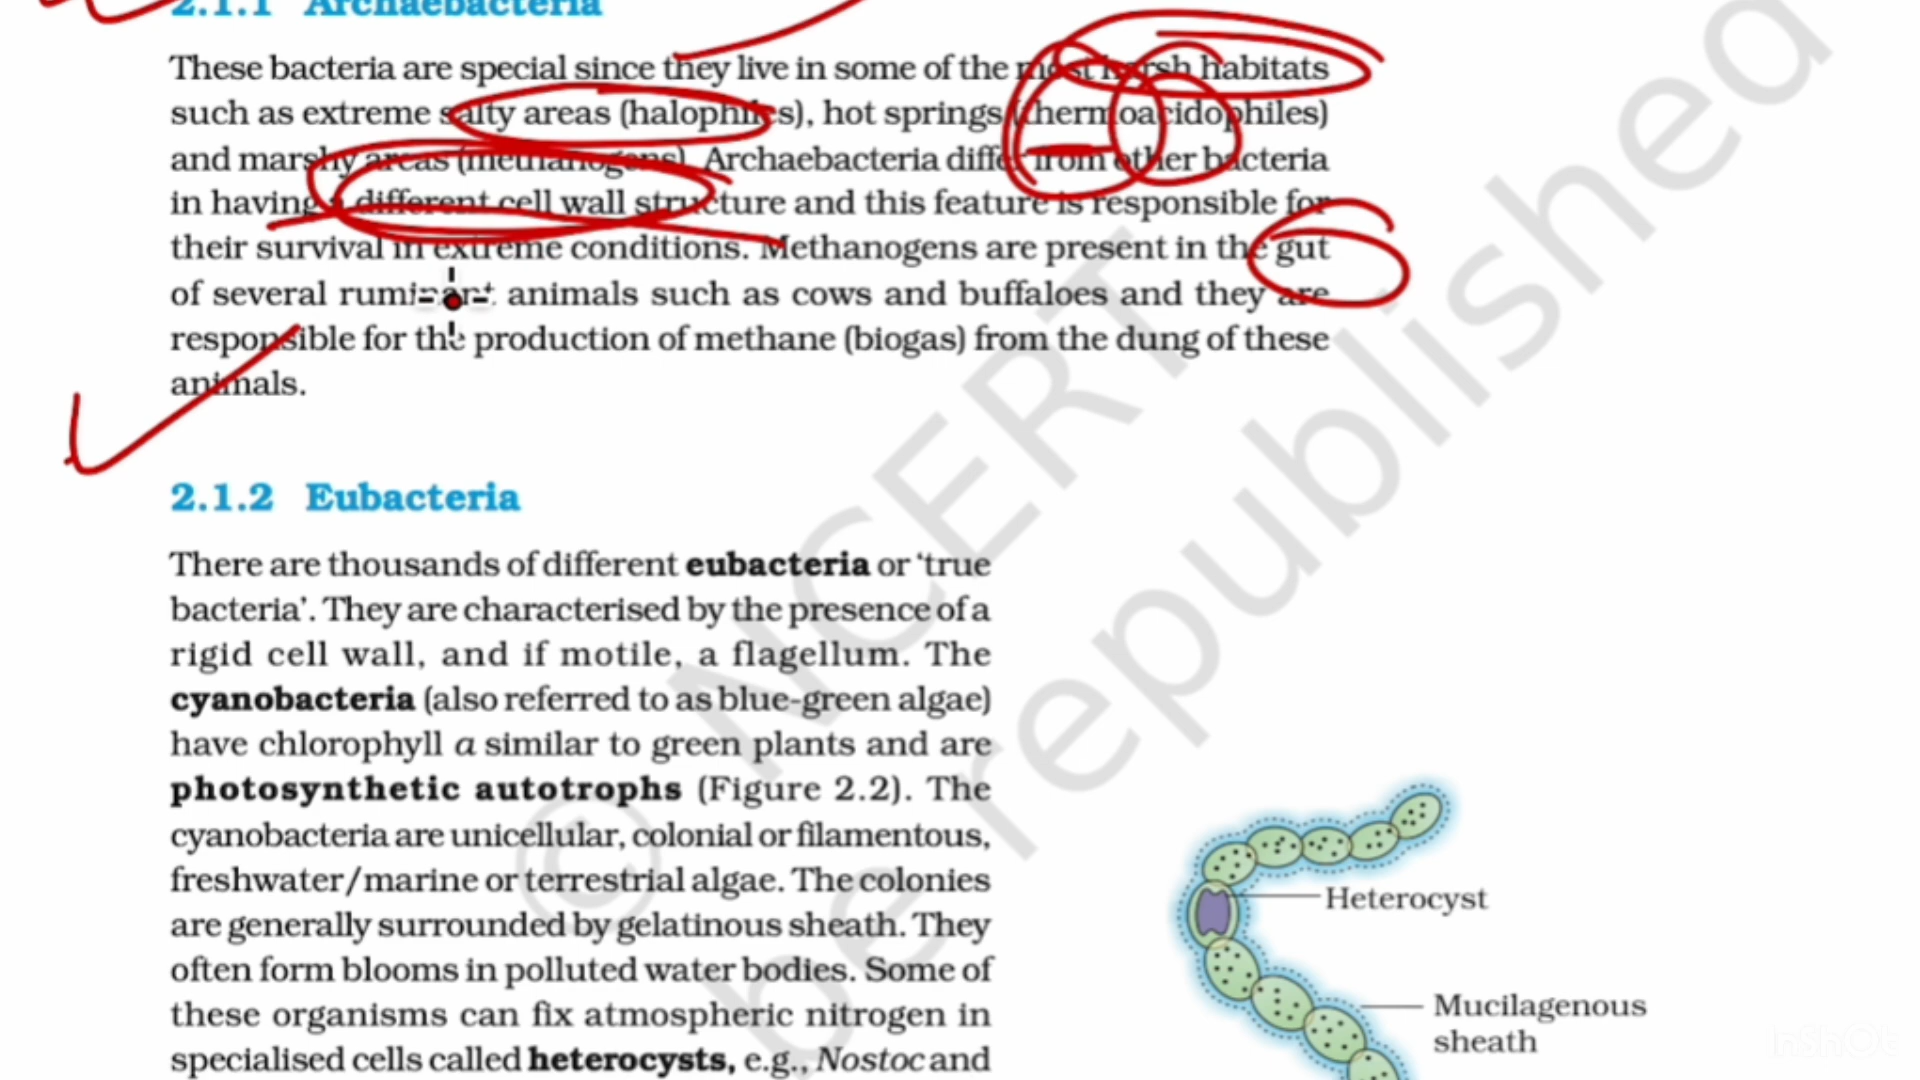 2.1.1 Archaebacteria
These bacteria are special since they live in some of the most harsh habitats
such as extreme salty areas (halophiles), hot springs (thermoacidophiles)
and marshy areas (methanogens). Archaebacteria differ from other bacteria
in having a different cell wall structure and this feature is responsible for
their survival in extreme conditions. Methanogens are present in the gut
of several ruminant animals such as cows and buffaloes and they are
responsible for the production of methane (biogas) from the dung of these
animals.
2.1.2 Eubacteria
There are thousands of different eubacteria or ‘true
bacteria’. They are characterised by the presence of a
rigid cell wall, and if motile, a flagellum. The
cyanobacteria (also referred to as blue-green algae)
have chlorophyll a similar to green plants and are
photosynthetic autotrophs (Figure 2.2). The
cyanobacteria are unicellular, colonial or filamentous,
freshwater/marine or terrestrial algae. The colonies
are generally surrounded by gelatinous sheath. They
often form blooms in polluted water bodies. Some of
these organisms can fix atmospheric nitrogen in
specialised cells called heterocysts, e.g., Nostoc and
Heterocyst
Mucilagenous
sheath
© NCERT
be republished
InShOt